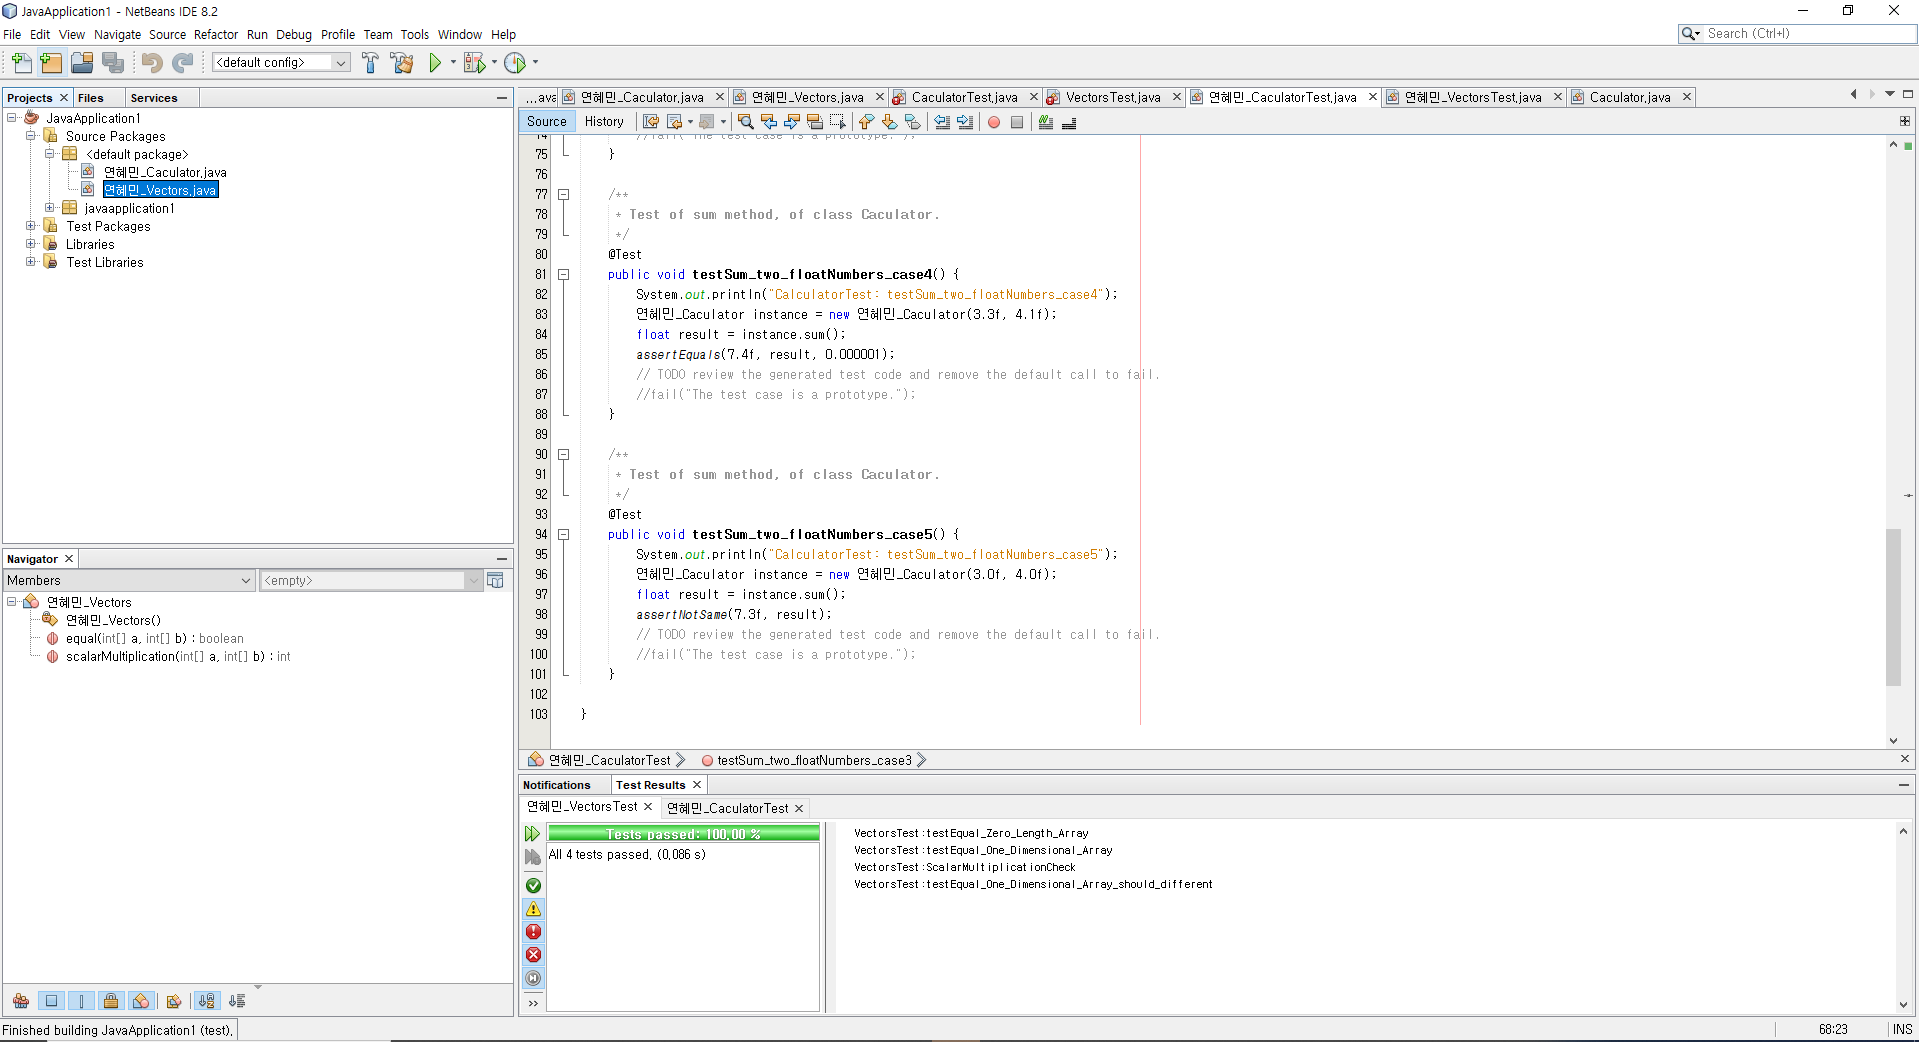 JavaApplication1 - NetBeans IDE 8.2
File Edit View Navigate Source Refactor Run Debug Profile Team Tools Window Help
Search (Ctrl+I)
<default config>
Projects Files Services
JavaApplication1
Source Packages
<default package>
연혜민_Caculator.java
연혜민_Vectors.java
javaapplication1
Test Packages
Libraries
Test Libraries
Navigator
Members <empty>
연혜민_Vectors
연혜민_Vectors()
equal(int[] a, int[] b) : boolean
scalarMultiplication(int[] a, int[] b) : int
...ava 연혜민_Caculator.java 연혜민_Vectors.java CaculatorTest.java VectorsTest.java 연혜민_CaculatorTest.java 연혜민_VectorsTest.java Caculator.java
Source History
74 //fail("The test case is a prototype.");
75 }
76
77 /**
78 * Test of sum method, of class Caculator.
79 */
80 @Test
81 public void testSum_two_floatNumbers_case4() {
82 System.out.println("CalculatorTest: testSum_two_floatNumbers_case4");
83 연혜민_Caculator instance = new 연혜민_Caculator(3.3f, 4.1f);
84 float result = instance.sum();
85 assertEquals(7.4f, result, 0.000001);
86 // TODO review the generated test code and remove the default call to fail.
87 //fail("The test case is a prototype.");
88 }
89
90 /**
91 * Test of sum method, of class Caculator.
92 */
93 @Test
94 public void testSum_two_floatNumbers_case5() {
95 System.out.println("CalculatorTest: testSum_two_floatNumbers_case5");
96 연혜민_Caculator instance = new 연혜민_Caculator(3.0f, 4.0f);
97 float result = instance.sum();
98 assertNotSame(7.3f, result);
99 // TODO review the generated test code and remove the default call to fail.
100 //fail("The test case is a prototype.");
101 }
102
103 }
연혜민_CaculatorTest testSum_two_floatNumbers_case3
Notifications Test Results
연혜민_VectorsTest 연혜민_CaculatorTest
Tests passed: 100.00 %
All 4 tests passed. (0.086 s)
VectorsTest:testEqual_Zero_Length_Array
VectorsTest:testEqual_One_Dimensional_Array
VectorsTest:ScalarMultiplicationCheck
VectorsTest:testEqual_One_Dimensional_Array_should_different
Finished building JavaApplication1 (test).
68:23 INS